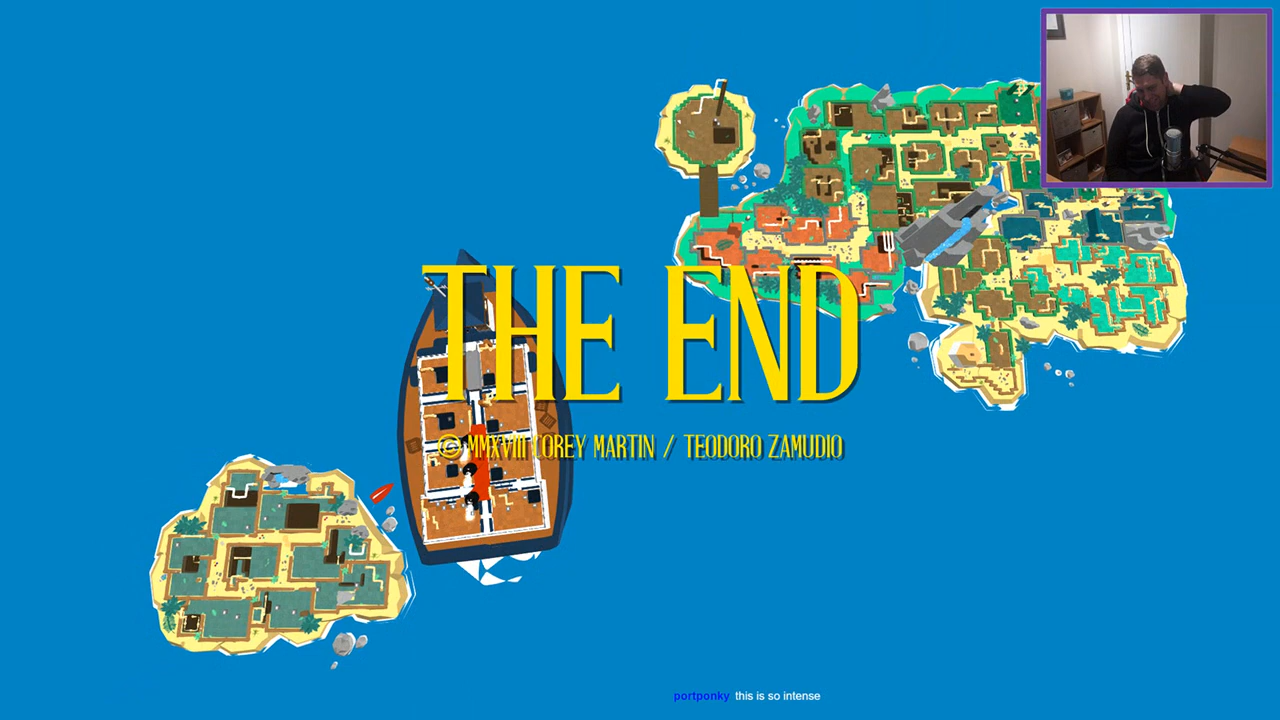 THE END
© MMXVIII COREY MARTIN / TEODORO ZAMUDIO
portponky this is so intense